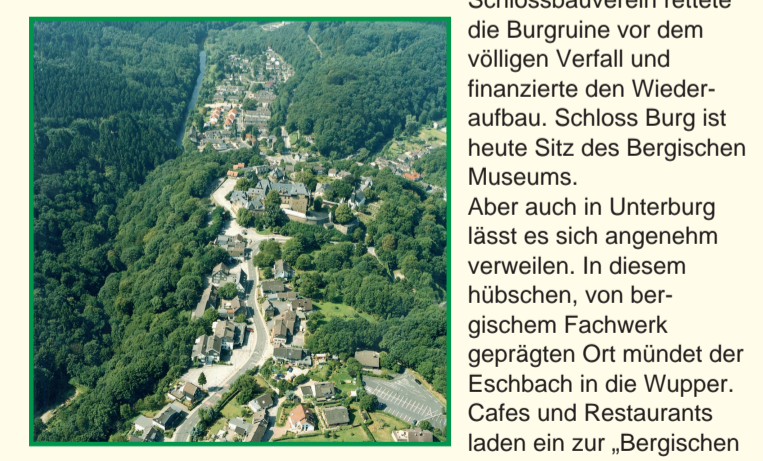 Schlossbauverein rettete
die Burgruine vor dem
völligen Verfall und
finanzierte den Wieder-
aufbau. Schloss Burg ist
heute Sitz des Bergischen
Museums.
Aber auch in Unterburg
lässt es sich angenehm
verweilen. In diesem
hübschen, von ber-
gischem Fachwerk
geprägten Ort mündet der
Eschbach in die Wupper.
Cafes und Restaurants
laden ein zur „Bergischen